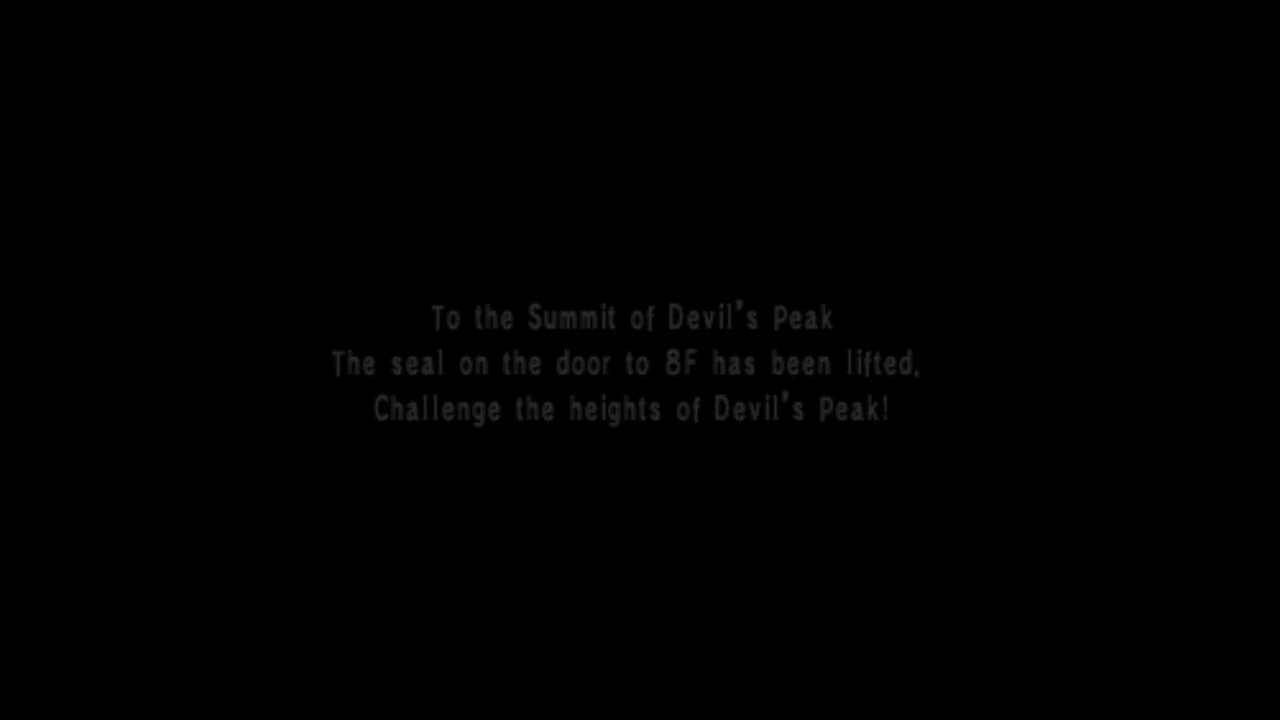 To the Summit of Devil's Peak
The seal on the door to 8F has been lifted,
Challenge the heights of Devil's Peak!